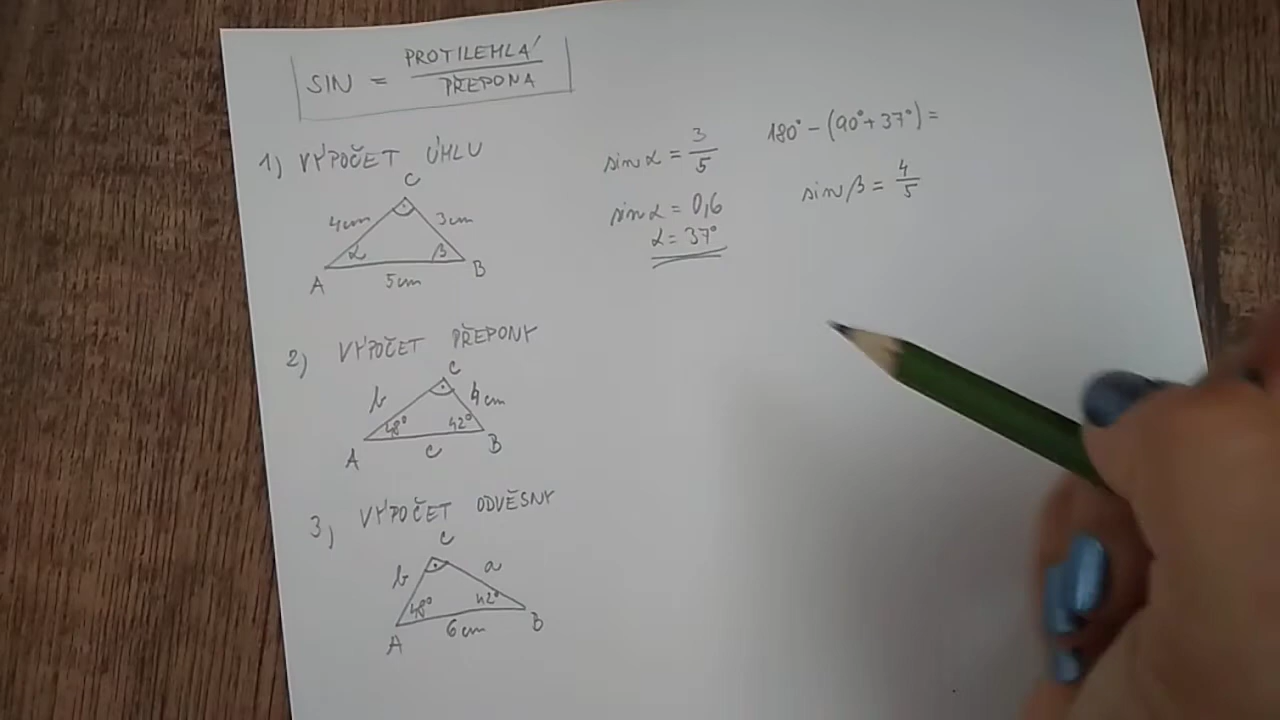 SIN = PROTILEHLÁ / PŘEPONA
1) VÝPOČET ÚHLU
C
4cm 3cm
α β
A B
5cm
sin α = 3/5
sin α = 0,6
α = 37°
180° - (90° + 37°) =
sin β = 4/5
2) VÝPOČET PŘEPONY
C
b 4cm
48° 42°
A B
c
3) VÝPOČET ODVĚSNY
C
b a
48° 42°
A B
6cm